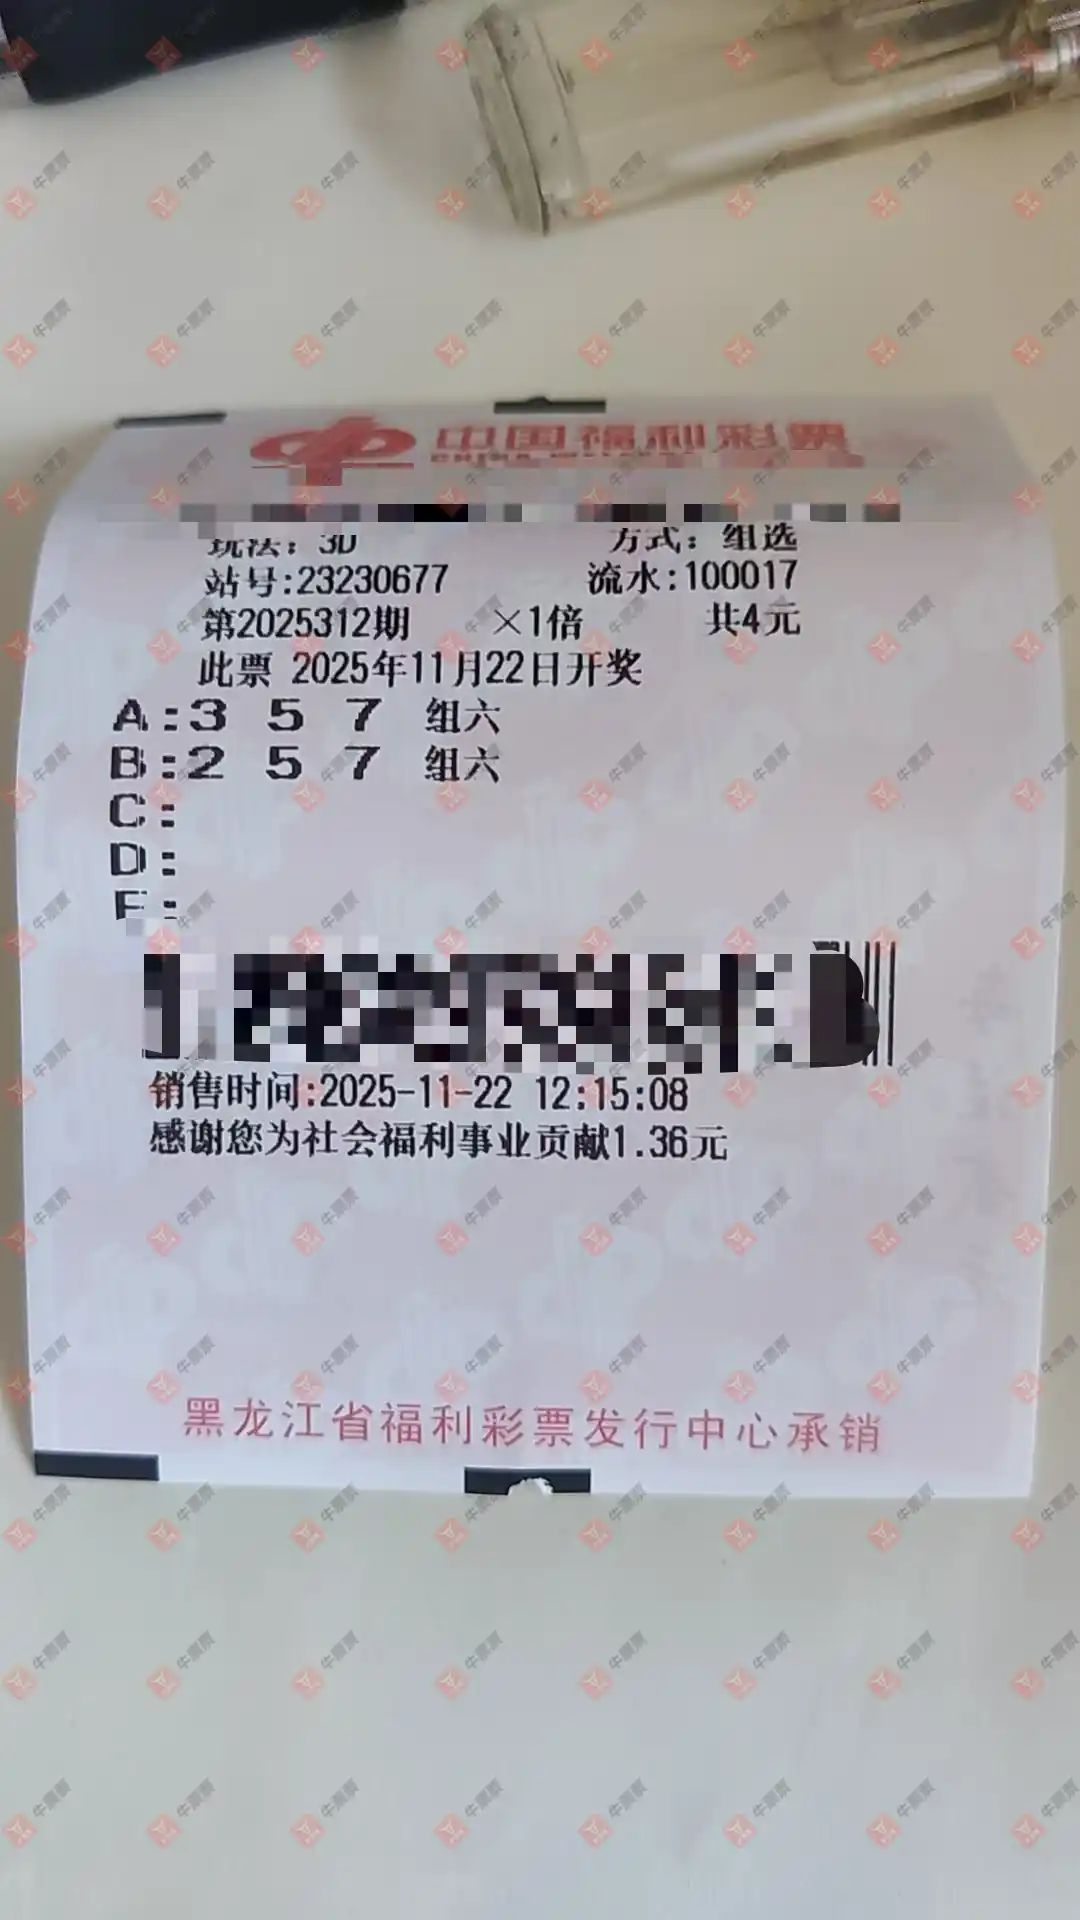 中国福利彩票
玩法：3D 方式：组选
站号:23230677 流水:100017
第2025312期 ×1倍 共4元
此票 2025年11月22日开奖
A:3 5 7 组六
B:2 5 7 组六
C:
D:
E:
销售时间:2025-11-22 12:15:08
感谢您为社会福利事业贡献1.36元
黑龙江省福利彩票发行中心承销
牛票票